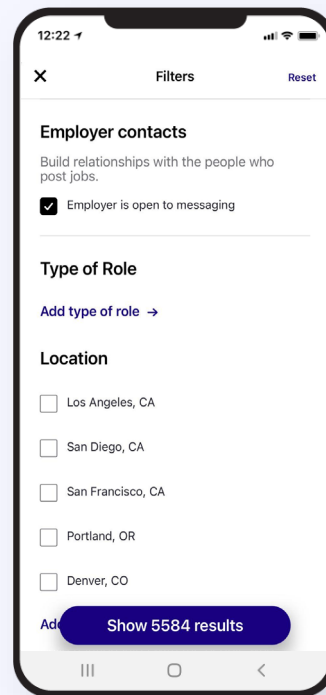 12:22
Filters
Reset
Employer contacts
Build relationships with the people who
post jobs.
Employer is open to messaging
Type of Role
Add type of role →
Location
Los Angeles, CA
San Diego, CA
San Francisco, CA
Portland, OR
Denver, CO
Show 5584 results